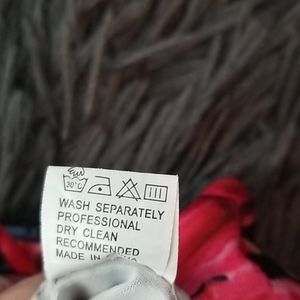 30°C
WASH SEPARATELY
PROFESSIONAL
DRY CLEAN
RECOMMENDED
MADE IN